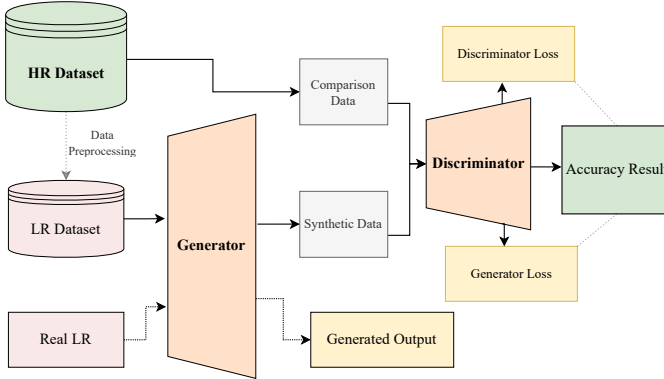 HR Dataset
Data
Preprocessing
LR Dataset
Real LR
Generator
Comparison
Data
Synthetic Data
Generated Output
Discriminator Loss
Discriminator
Generator Loss
Accuracy Result